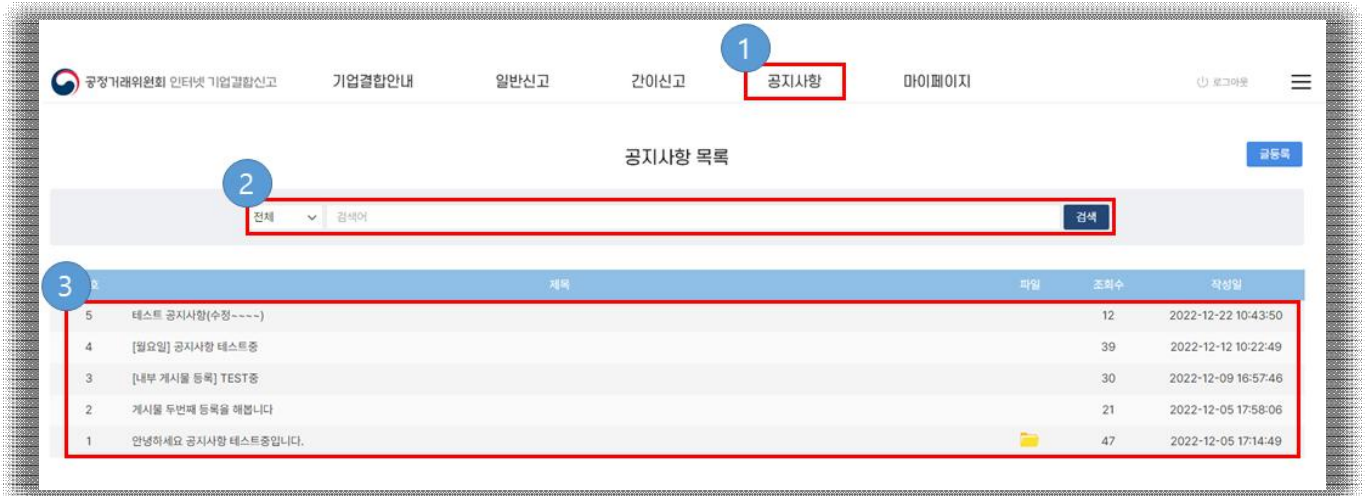 1
공정거래위원회 인터넷 기업결합신고 기업결합안내 일반신고 간이신고 공지사항 마이페이지 로그아웃
공지사항 목록 글등록
2
전체 검색어 검색
3 제목 파일 조회수 작성일
5 테스트 공지사항(수정~~~~) 12 2022-12-22 10:43:50
4 [월요일] 공지사항 테스트중 39 2022-12-12 10:22:49
3 [내부 게시물 등록] TEST중 30 2022-12-09 16:57:46
2 게시물 두번째 등록을 해봅니다 21 2022-12-05 17:58:06
1 안녕하세요 공지사항 테스트중입니다. 47 2022-12-05 17:14:49